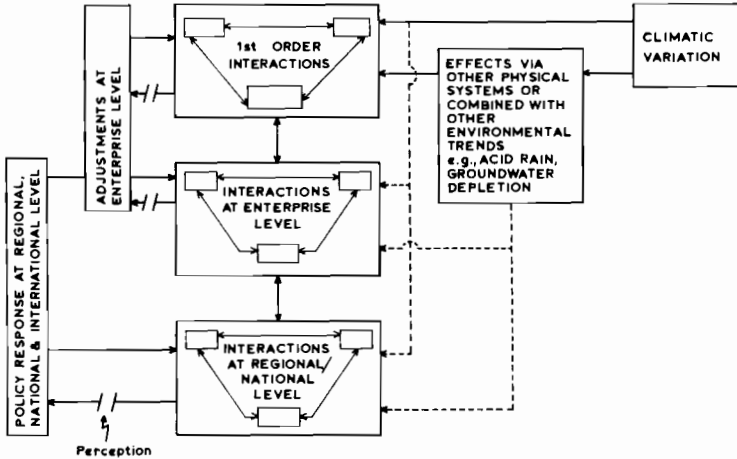 1st ORDER
INTERACTIONS
CLIMATIC
VARIATION
EFFECTS VIA
OTHER PHYSICAL
SYSTEMS OR
COMBINED WITH
OTHER
ENVIRONMENTAL
TRENDS
e.g., ACID RAIN,
GROUNDWATER
DEPLETION
ADJUSTMENTS AT
ENTERPRISE LEVEL
INTERACTIONS
AT ENTERPRISE
LEVEL
POLICY RESPONSE AT REGIONAL,
NATIONAL & INTERNATIONAL LEVEL
INTERACTIONS
AT REGIONAL/
NATIONAL
LEVEL
Perception